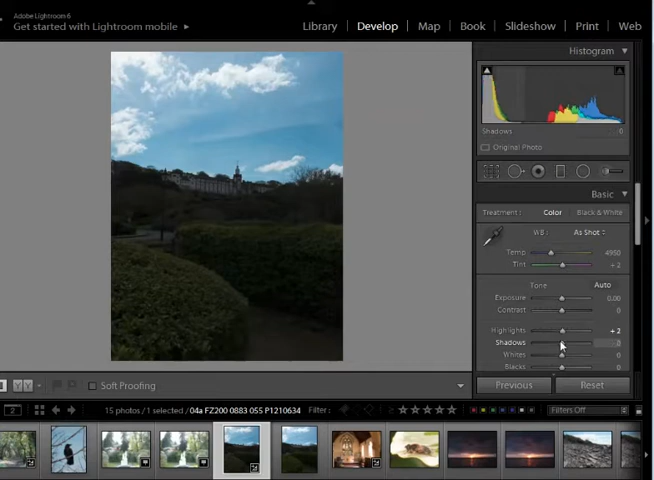 Adobe Lightroom 6
Get started with Lightroom mobile
Library | Develop | Map | Book | Slideshow | Print | Web
Histogram
Shadows 0
Original Photo
Basic
Treatment : Color Black & White
WB : As Shot
Temp 4950
Tint + 2
Tone Auto
Exposure 0.00
Contrast 0
Highlights + 2
Shadows 0
Whites 0
Blacks 0
Y Y Soft Proofing
Previous Reset
2 15 photos / 1 selected / 04a FZ200 0883 055 P1210634 Filter : Filters Off